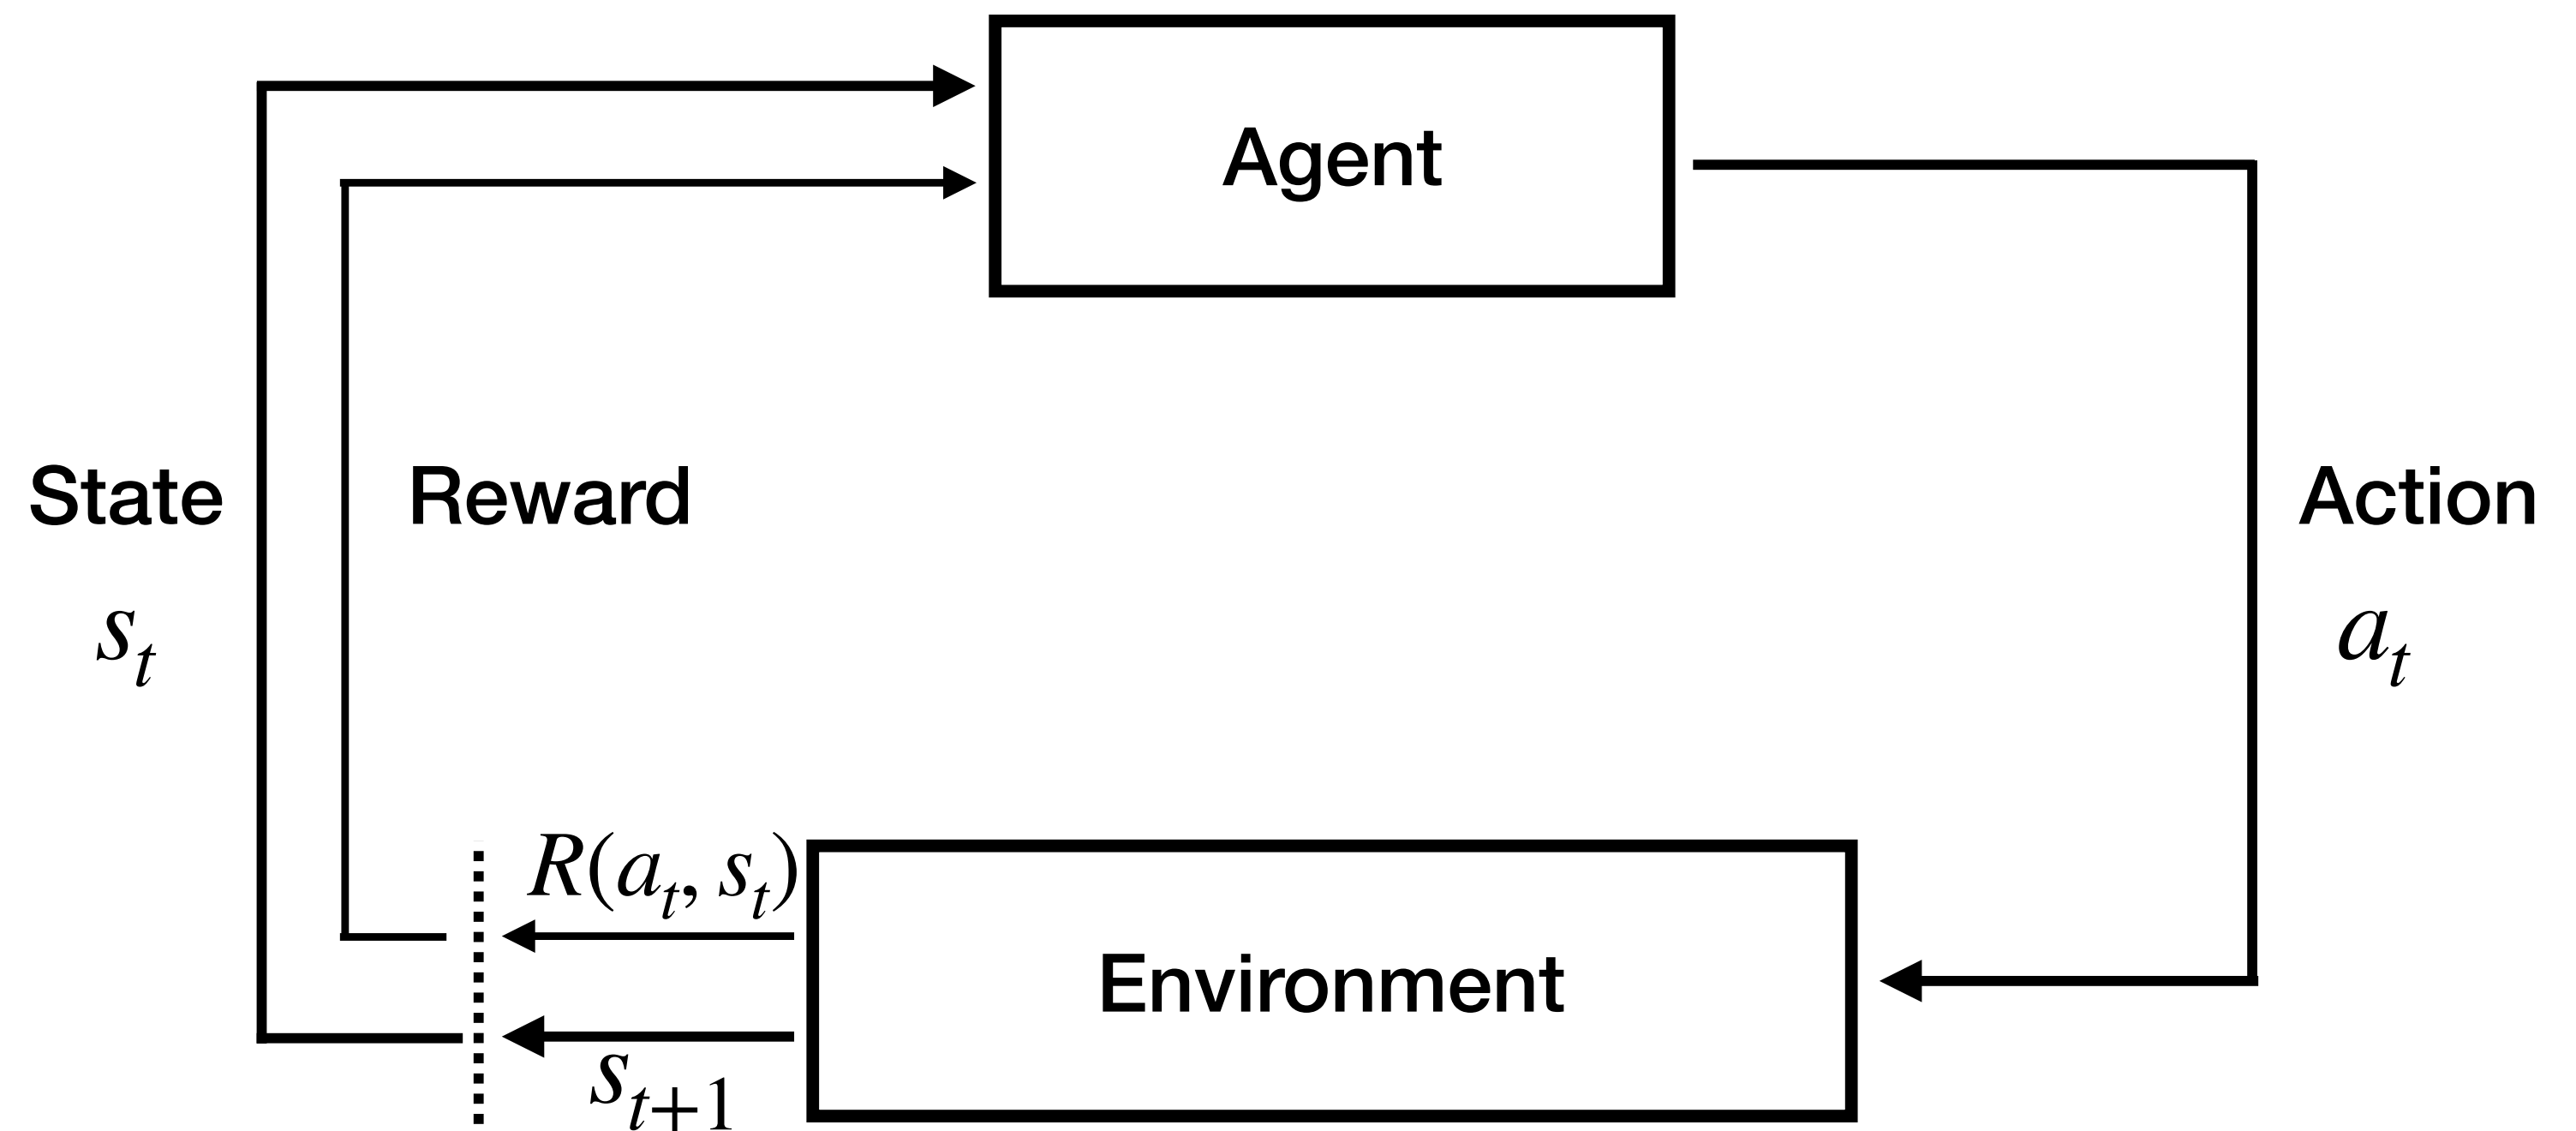 Agent
State
Reward
Action
s_t
a_t
R(a_t, s_t)
Environment
s_{t+1}